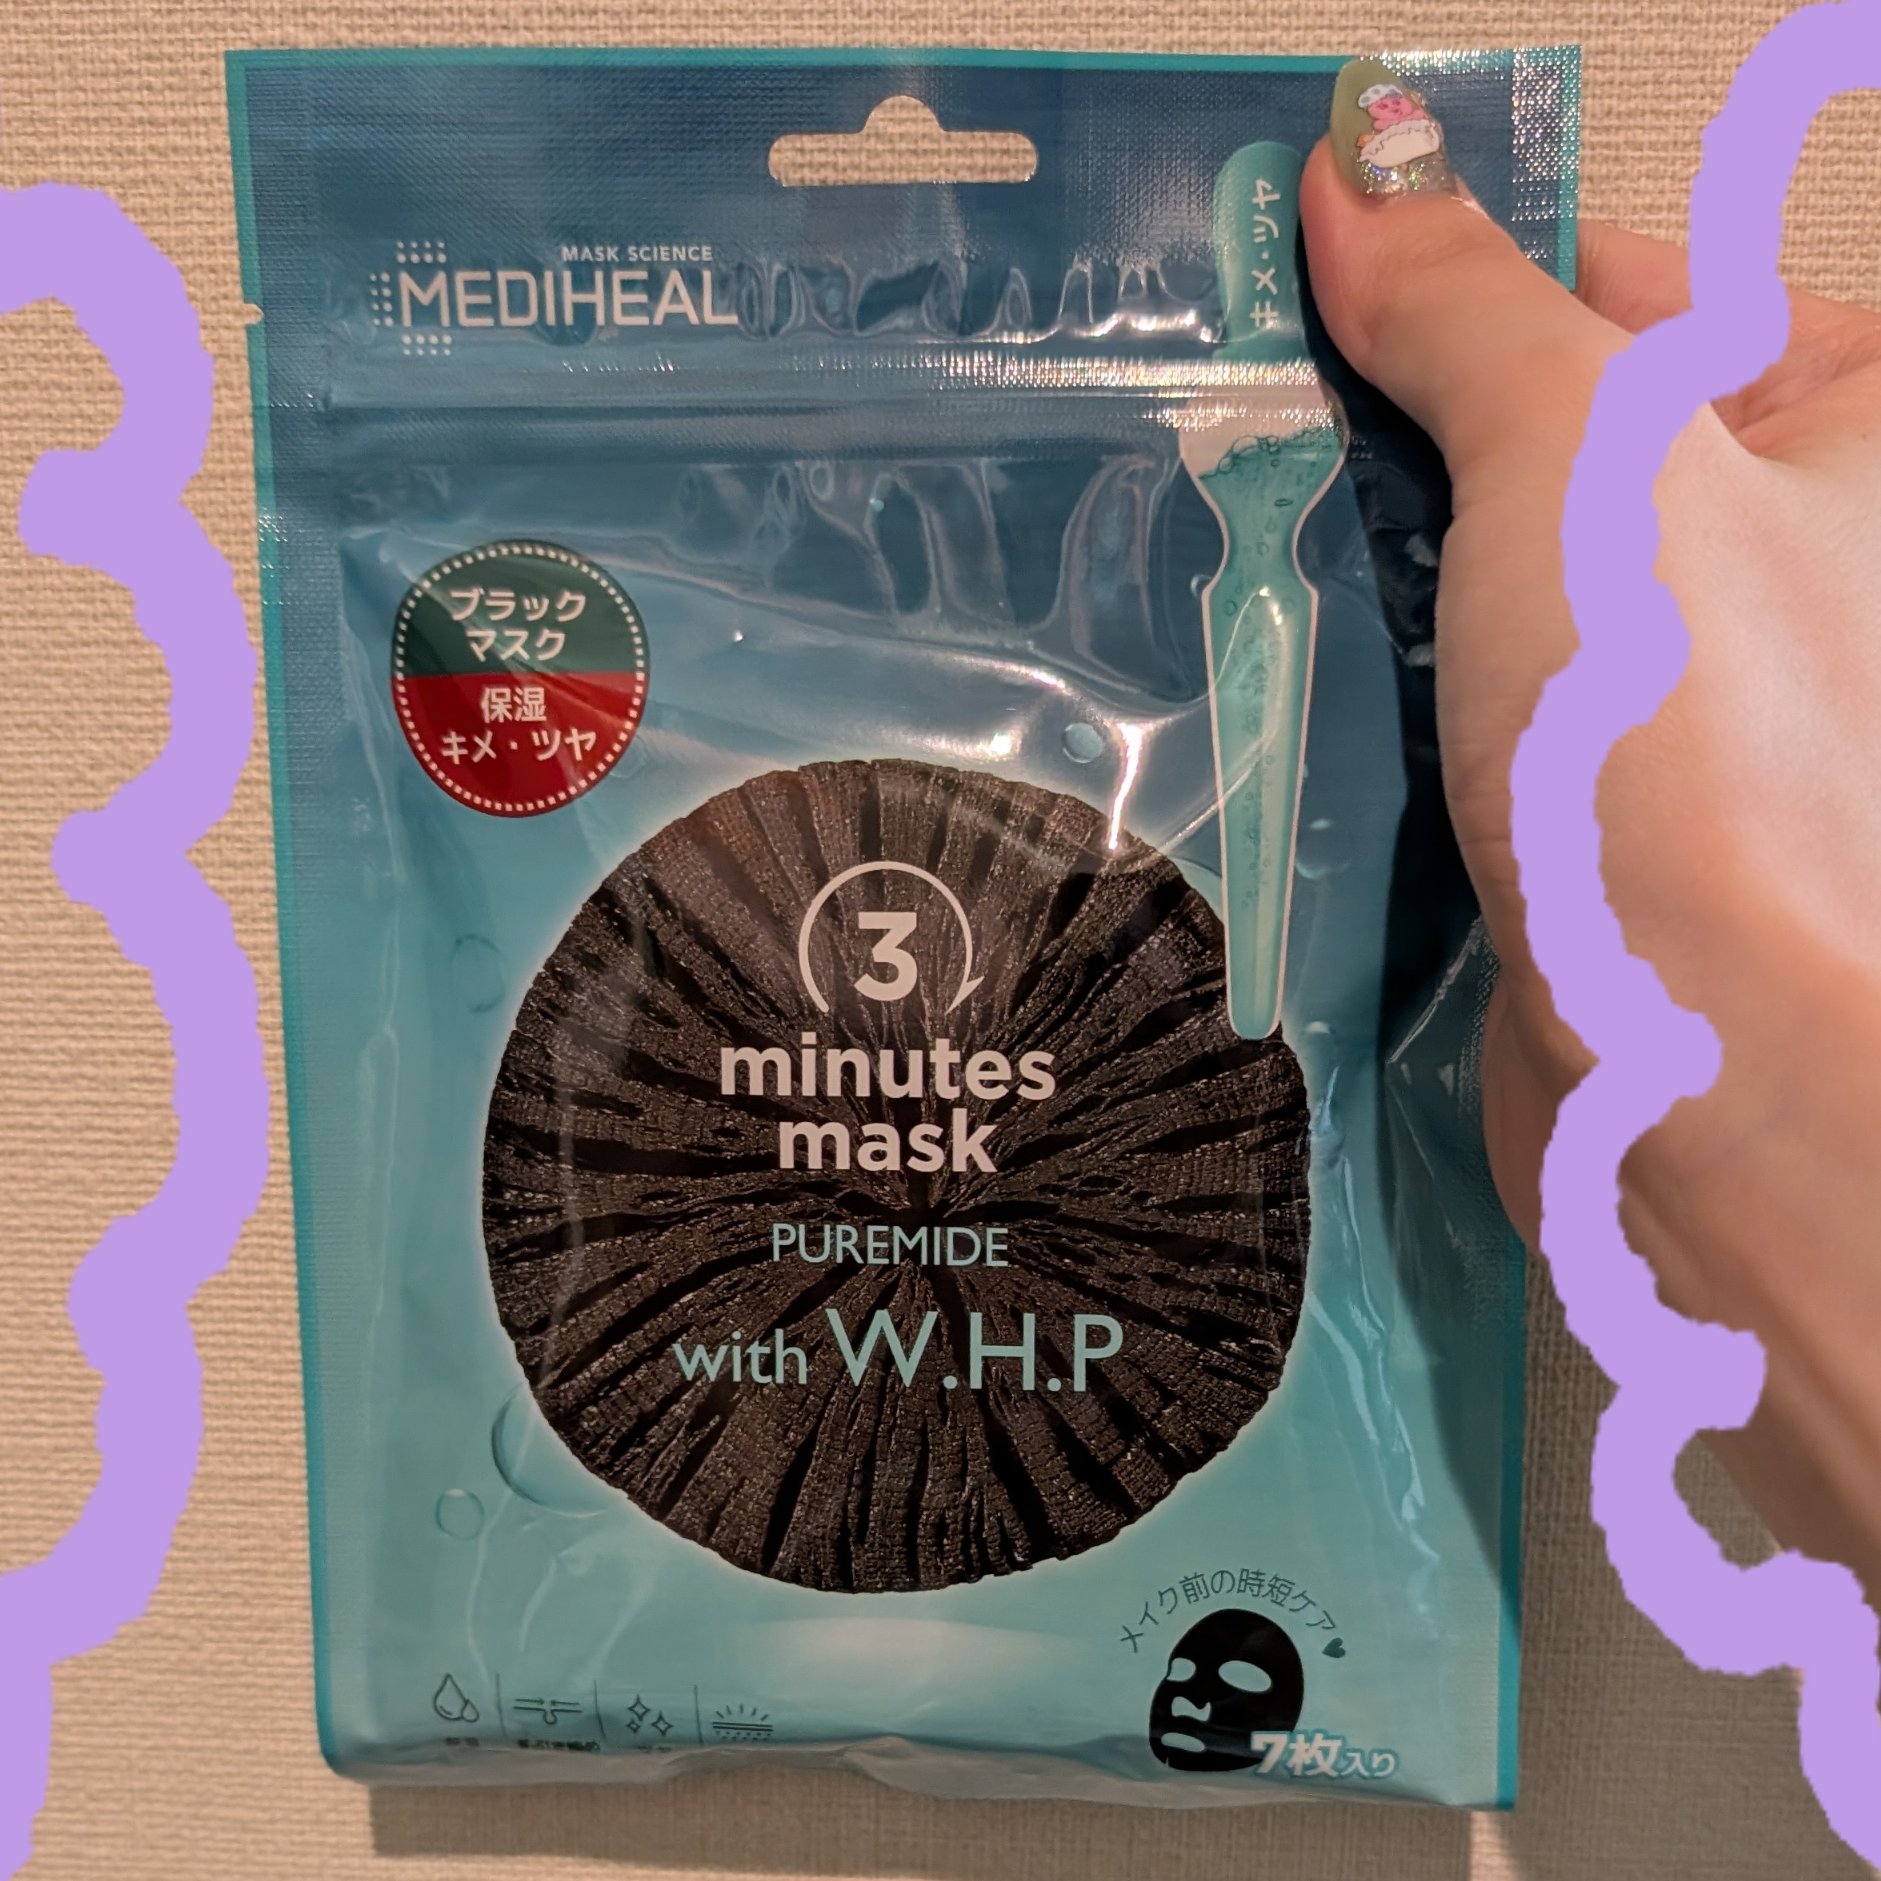 MASK SCIENCE
MEDIHEAL
キメ・ツヤ
ブラック
マスク
保湿
キメ・ツヤ
3
minutes
mask
PUREMIDE
with W.H.P
メイク前の時短ケア
7枚入り